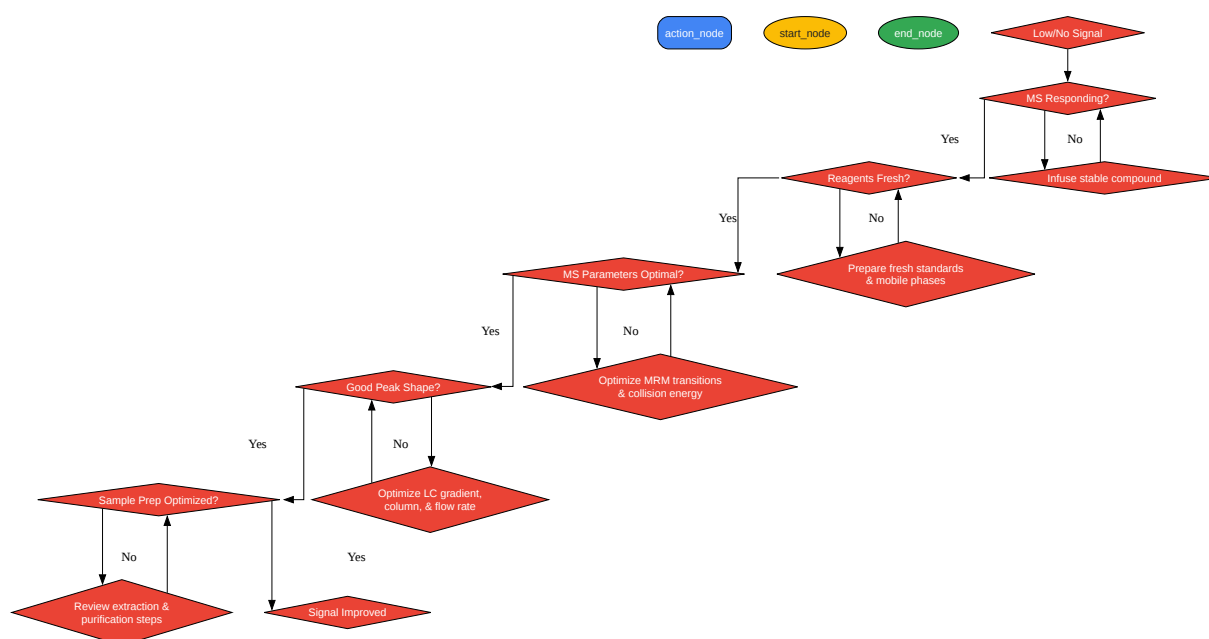 action_node
start_node
end_node
Low/No Signal
MS Responding?
Yes
No
Reagents Fresh?
Infuse stable compound
Yes
No
MS Parameters Optimal?
Prepare fresh standards
& mobile phases
Yes
No
Good Peak Shape?
Optimize MRM transitions
& collision energy
Yes
No
Sample Prep Optimized?
Optimize LC gradient,
column, & flow rate
No
Yes
Review extraction &
purification steps
Signal Improved